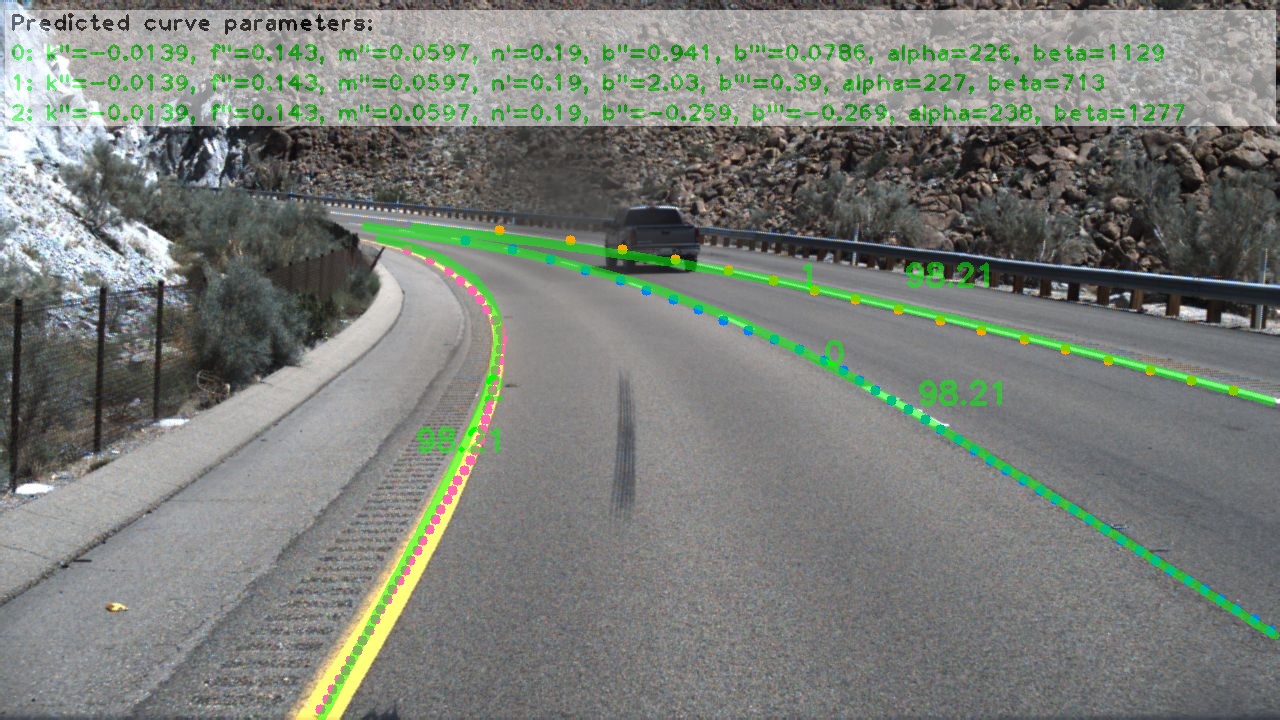 Predicted curve parameters:
0: k''=-0.0139, f''=0.143, m''=0.0597, n'=0.19, b''=0.941, b'''=0.0786, alpha=226, beta=1129
1: k''=-0.0139, f''=0.143, m''=0.0597, n'=0.19, b''=2.03, b'''=0.39, alpha=227, beta=713
2: k''=-0.0139, f''=0.143, m''=0.0597, n'=0.19, b''=-0.259, b'''=-0.269, alpha=238, beta=1277
1 98.21
0
98.21
98.21